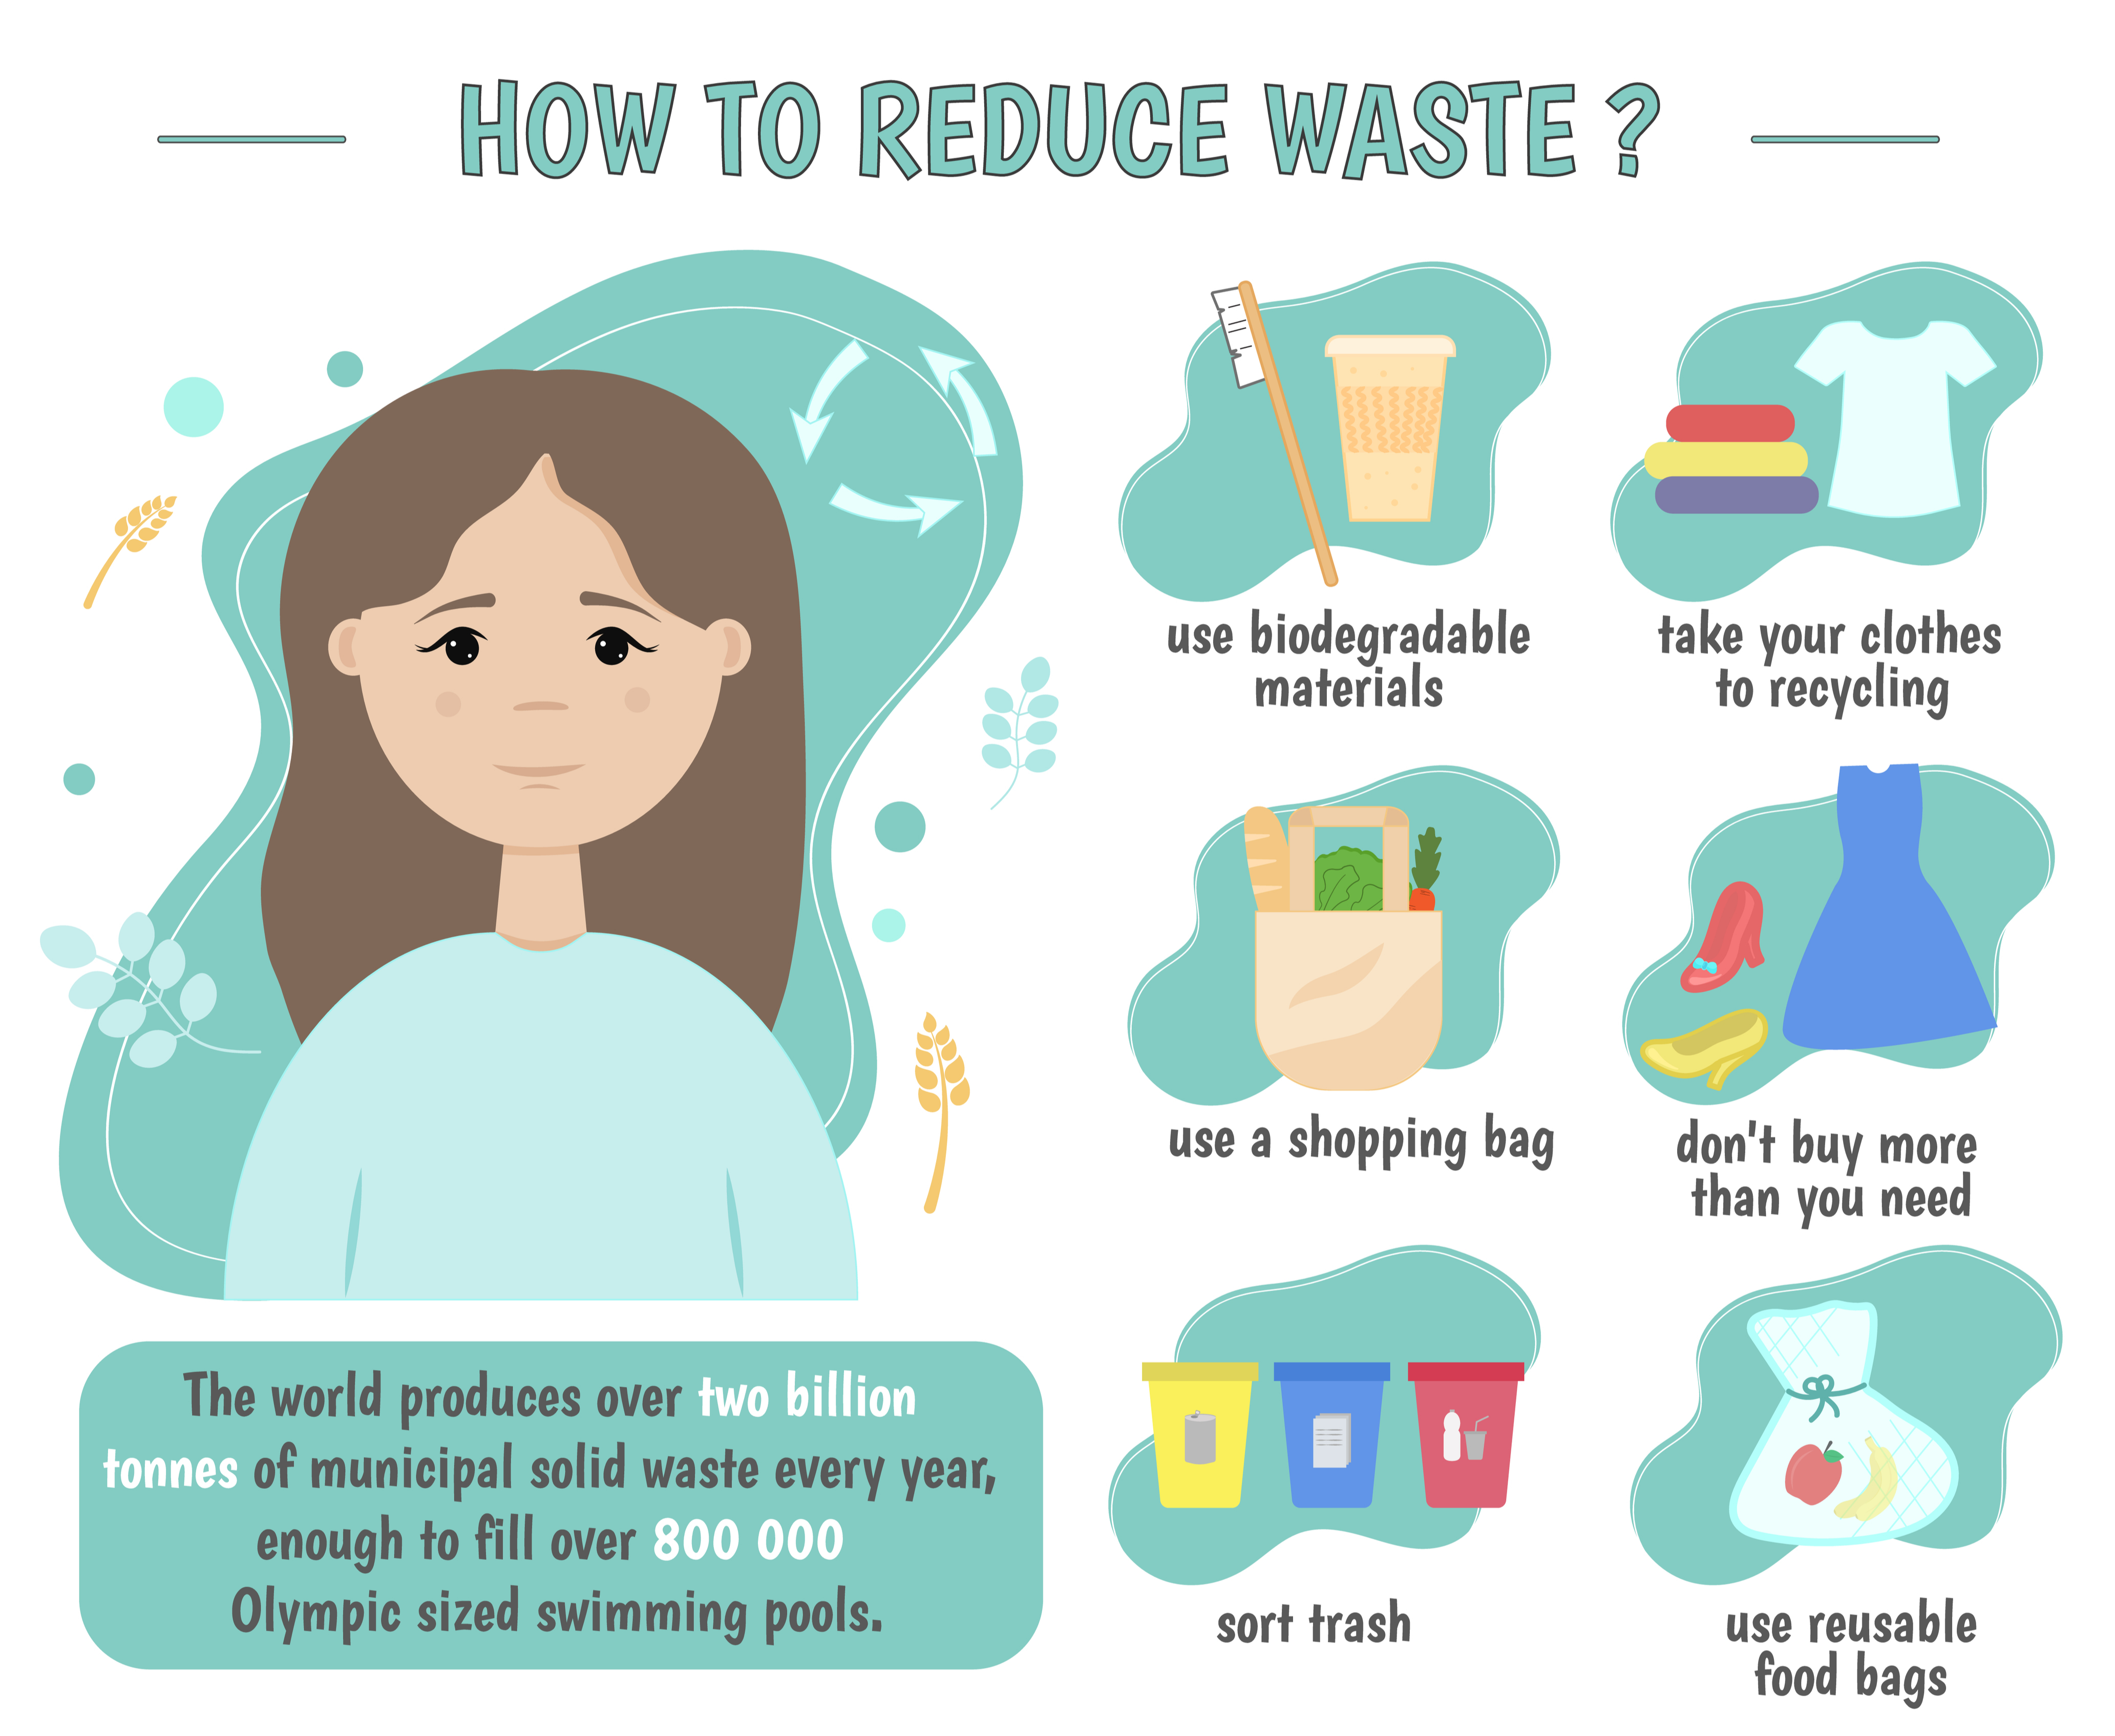 HOW TO REDUCE WASTE ?
use biodegradable
materials
take your clothes
to recycling
use a shopping bag
don't buy more
than you need
sort trash
use reusable
food bags
The world produces over two billion
tonnes of municipal solid waste every year,
enough to fill over 800 000
Olympic sized swimming pools.